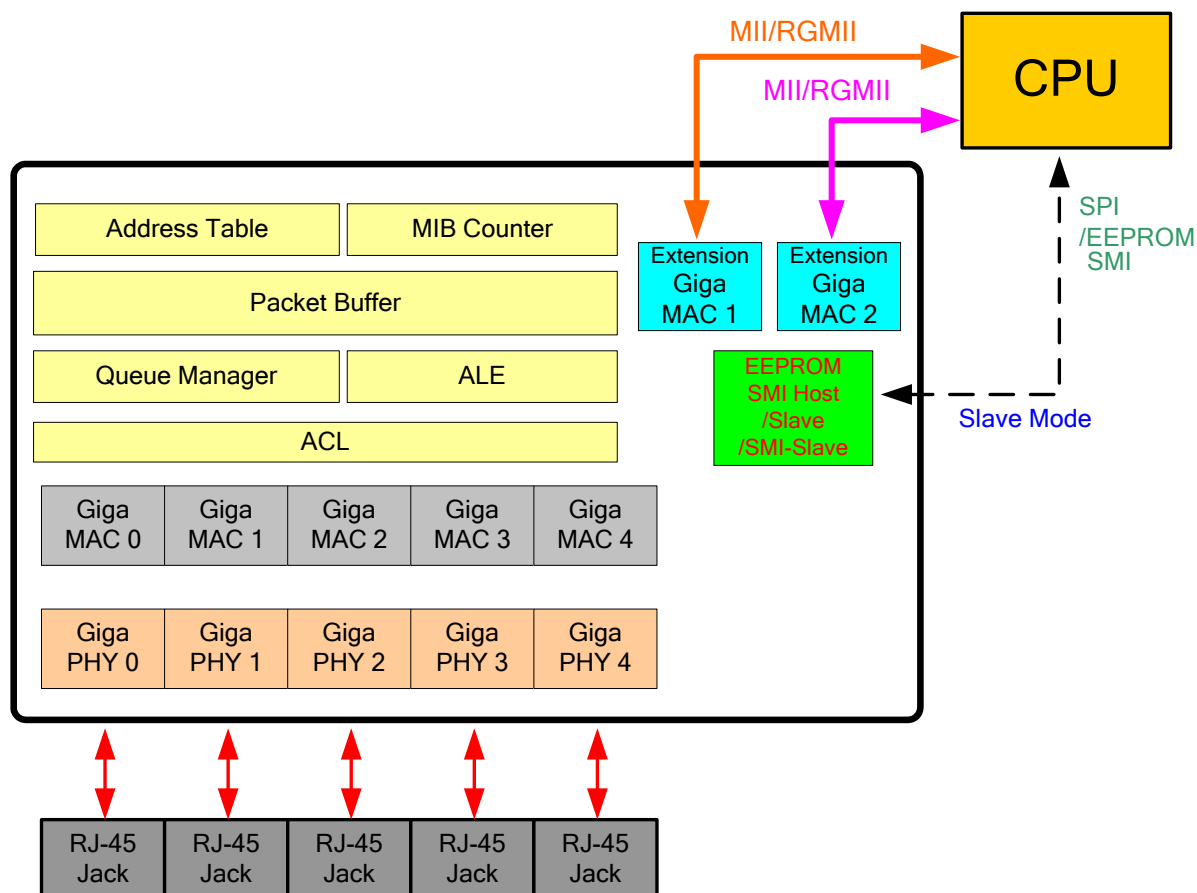 MII/RGMII
CPU
MII/RGMII
SPI
/EEPROM
SMI
Address Table
MIB Counter
Extension
Giga
MAC 1
Extension
Giga
MAC 2
Packet Buffer
Queue Manager
ALE
EEPROM
SMI Host
/Slave
/SMI-Slave
Slave Mode
ACL
Giga
MAC 0
Giga
MAC 1
Giga
MAC 2
Giga
MAC 3
Giga
MAC 4
Giga
PHY 0
Giga
PHY 1
Giga
PHY 2
Giga
PHY 3
Giga
PHY 4
RJ-45
Jack
RJ-45
Jack
RJ-45
Jack
RJ-45
Jack
RJ-45
Jack